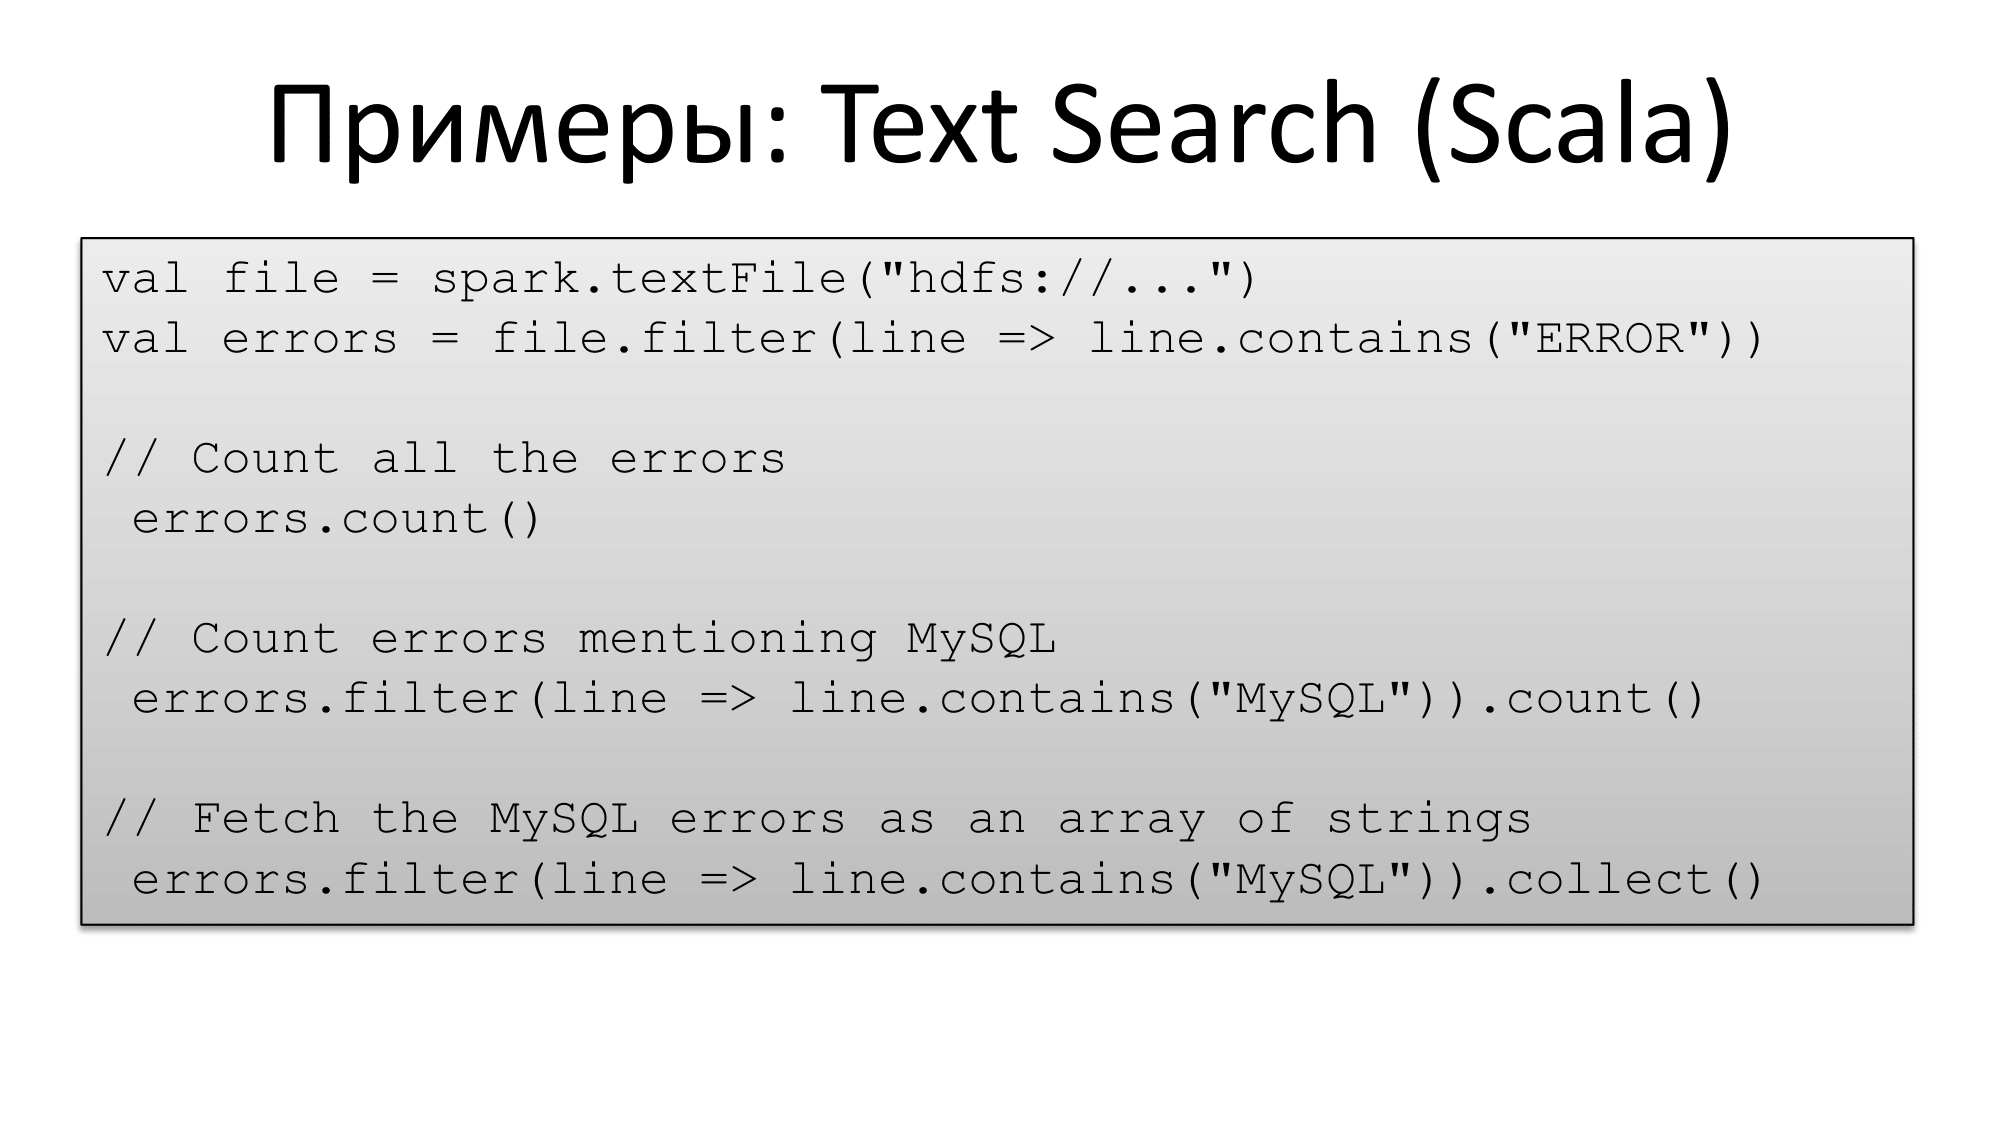 Примеры: Text Search (Scala)
val file = spark.textFile("hdfs://...")
val errors = file.filter(line => line.contains("ERROR"))
// Count all the errors
errors.count()
// Count errors mentioning MySQL
errors.filter(line => line.contains("MySQL")).count()
// Fetch the MySQL errors as an array of strings
errors.filter(line => line.contains("MySQL")).collect()